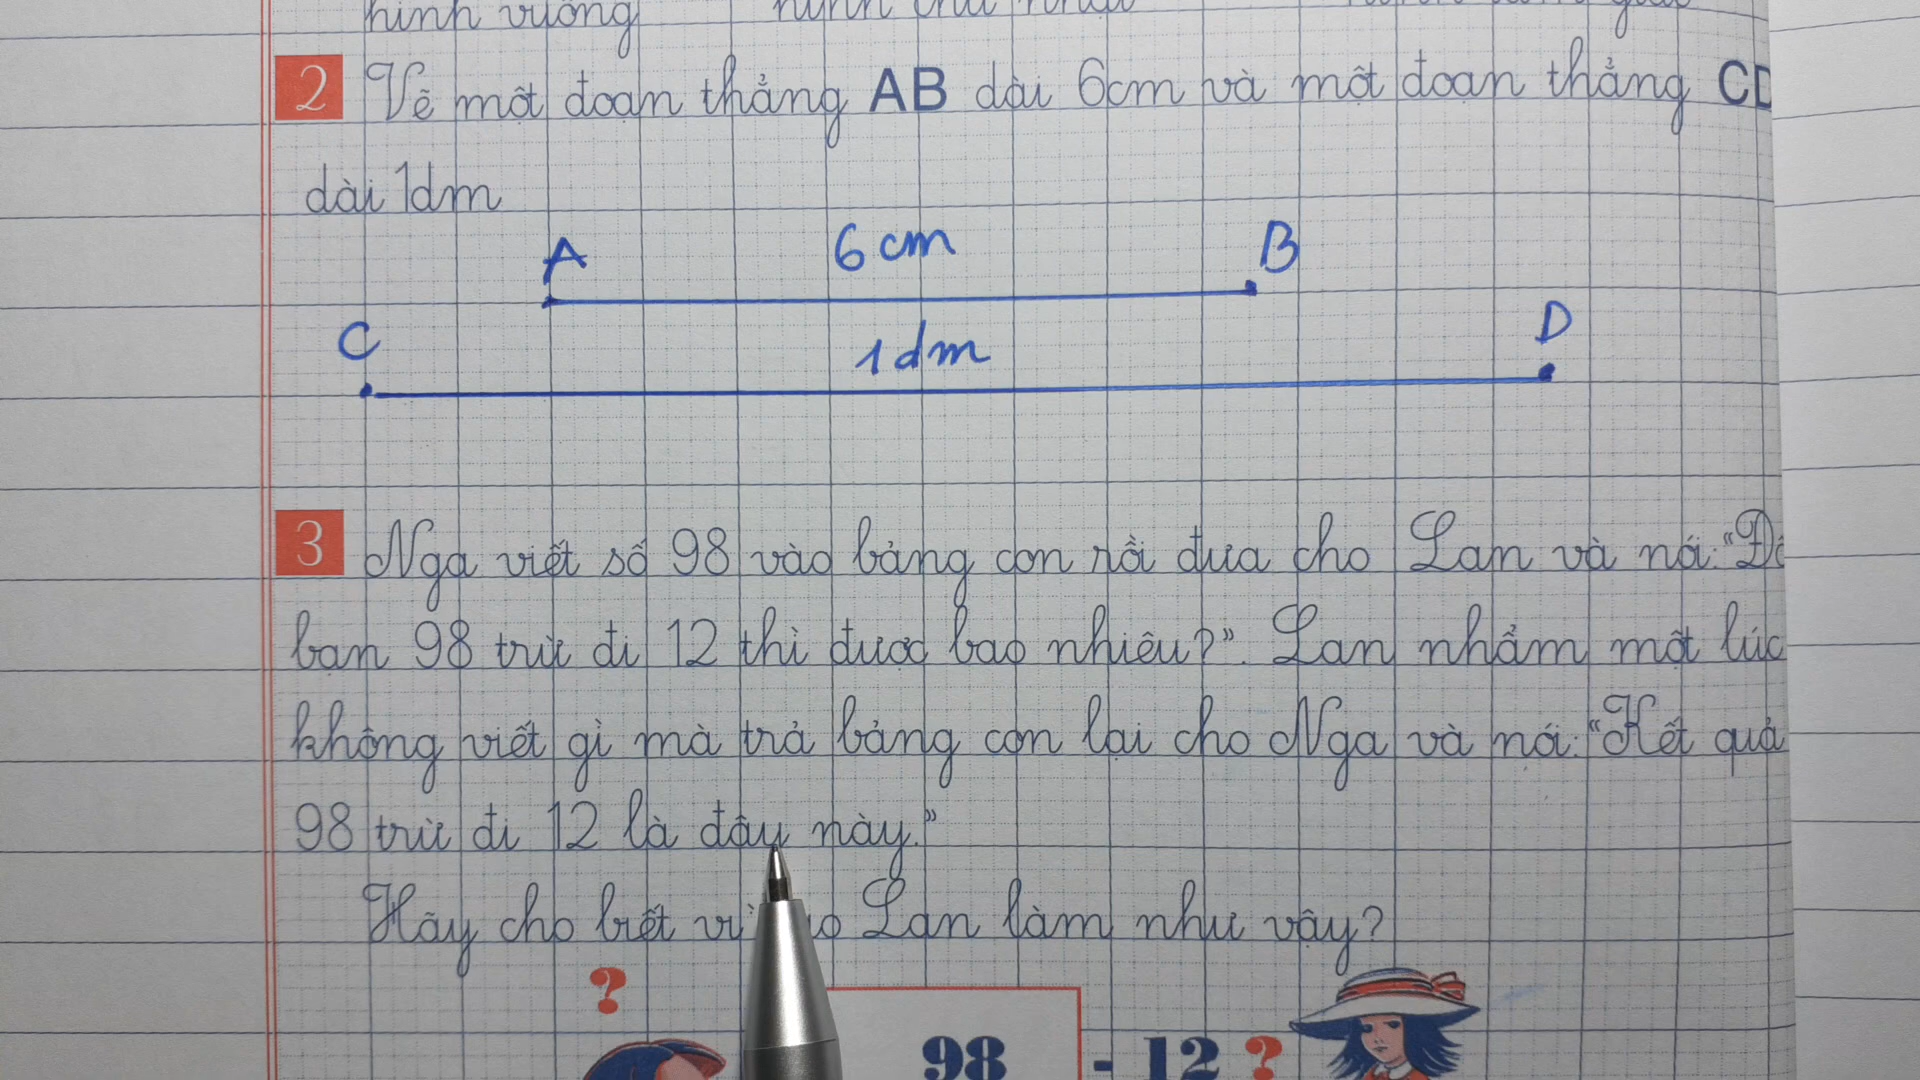 hình vuông hình chữ nhật
2 Vẽ một đoạn thẳng AB dài 6cm và một đoạn thẳng CD
dài 1dm
A 6 cm B
C 1 dm D
3 Nga viết số 98 vào bảng con rồi đưa cho Lan và nói: “Đố
bạn 98 trừ đi 12 thì được bao nhiêu?”. Lan nhẩm một lúc
không viết gì mà trả bảng con lại cho Nga và nói: “Kết quả
98 trừ đi 12 là đây này.”
Hãy cho biết vì Lan làm như vậy?
?
98 - 12 ?